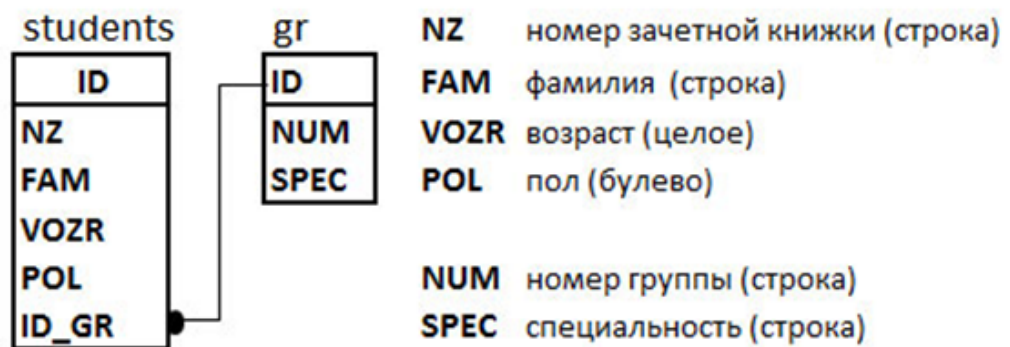 students gr
ID
NZ
FAM
VOZR
POL
ID_GR
ID
NUM
SPEC
NZ номер зачетной книжки (строка)
FAM фамилия (строка)
VOZR возраст (целое)
POL пол (булево)
NUM номер группы (строка)
SPEC специальность (строка)